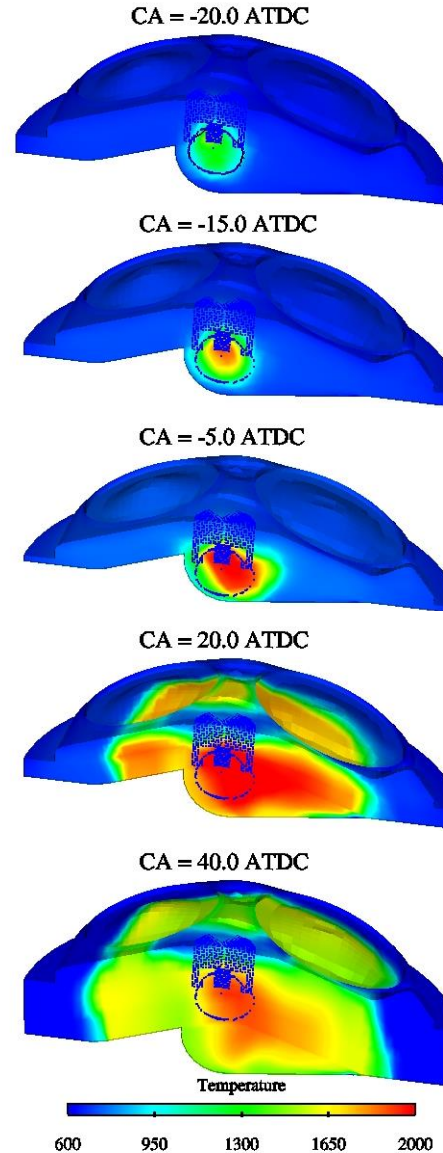 CA = -20.0 ATDC
CA = -15.0 ATDC
CA = -5.0 ATDC
CA = 20.0 ATDC
CA = 40.0 ATDC
Temperature
600 950 1300 1650 2000